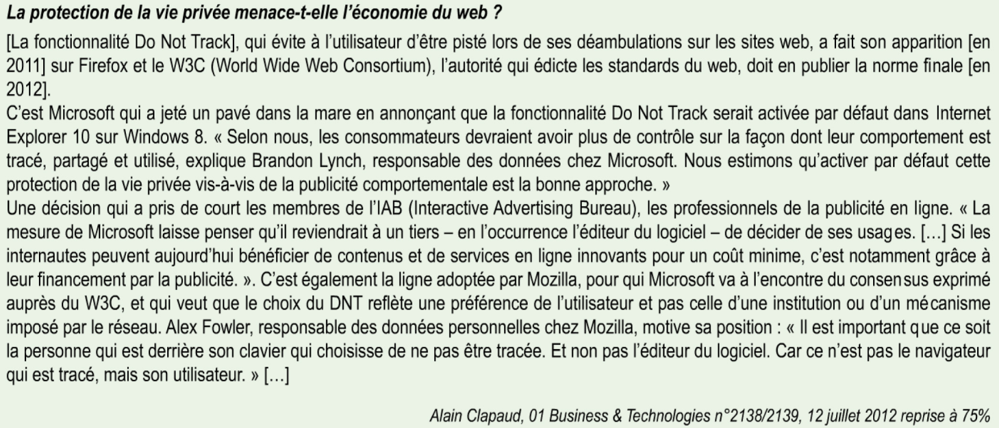 La protection de la vie privée menace-t-elle l'économie du web ?
[La fonctionnalité Do Not Track], qui évite à l'utilisateur d'être pisté lors de ses déambulations sur les sites web, a fait son apparition [en
2011] sur Firefox et le W3C (World Wide Web Consortium), l'autorité qui édicte les standards du web, doit en publier la norme finale [en
2012].
C'est Microsoft qui a jeté un pavé dans la mare en annonçant que la fonctionnalité Do Not Track serait activée par défaut dans Internet
Explorer 10 sur Windows 8. « Selon nous, les consommateurs devraient avoir plus de contrôle sur la façon dont leur comportement est
tracé, partagé et utilisé, explique Brandon Lynch, responsable des données chez Microsoft. Nous estimons qu'activer par défaut cette
protection de la vie privée vis-à-vis de la publicité comportementale est la bonne approche. »
Une décision qui a pris de court les membres de l'IAB (Interactive Advertising Bureau), les professionnels de la publicité en ligne. « La
mesure de Microsoft laisse penser qu'il reviendrait à un tiers – en l'occurrence l'éditeur du logiciel – de décider de ses usages. […] Si les
internautes peuvent aujourd'hui bénéficier de contenus et de services en ligne innovants pour un coût minime, c'est notamment grâce à
leur financement par la publicité. ». C'est également la ligne adoptée par Mozilla, pour qui Microsoft va à l'encontre du consensus exprimé
auprès du W3C, et qui veut que le choix du DNT reflète une préférence de l'utilisateur et pas celle d'une institution ou d'un mécanisme
imposé par le réseau. Alex Fowler, responsable des données personnelles chez Mozilla, motive sa position : « Il est important que ce soit
la personne qui est derrière son clavier qui choisisse de ne pas être tracée. Et non pas l'éditeur du logiciel. Car ce n'est pas le navigateur
qui est tracé, mais son utilisateur. » […]
Alain Clapaud, 01 Business & Technologies n°2138/2139, 12 juillet 2012 reprise à 75%